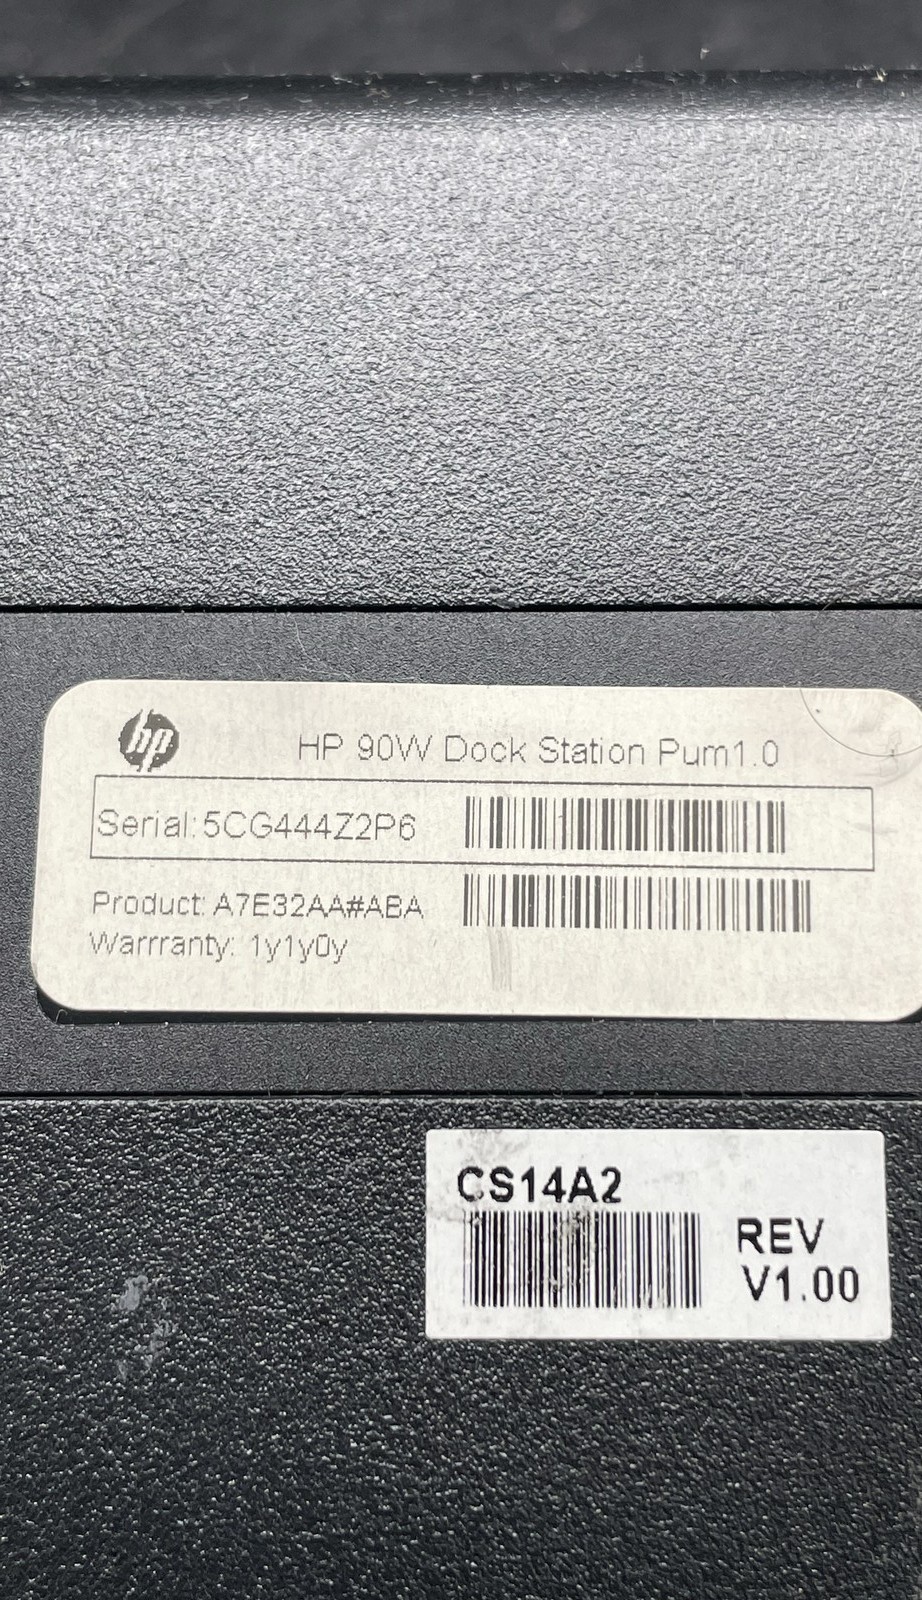 hp
HP 90W Dock Station Pum1.0
Serial:5CG444Z2P6
Product: A7E32AA#ABA
Warrranty: 1y1y0y
CS14A2
REV
V1.00